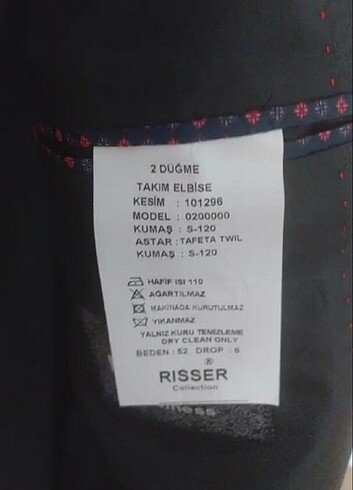 2 DÜĞME
TAKIM ELBİSE
KESİM : 101296
MODEL : 0200000
KUMAŞ : S-120
ASTAR : TAFETA TWIL
KUMAŞ : S-120
HAFİF ISI 110
AĞARTILMAZ
MAKİNADA KURUTULMAZ
YIKANMAZ
YALNIZ KURU TEMİZLEME
DRY CLEAN ONLY
BEDEN : 52 DROP : 6
®
RISSER
Collection